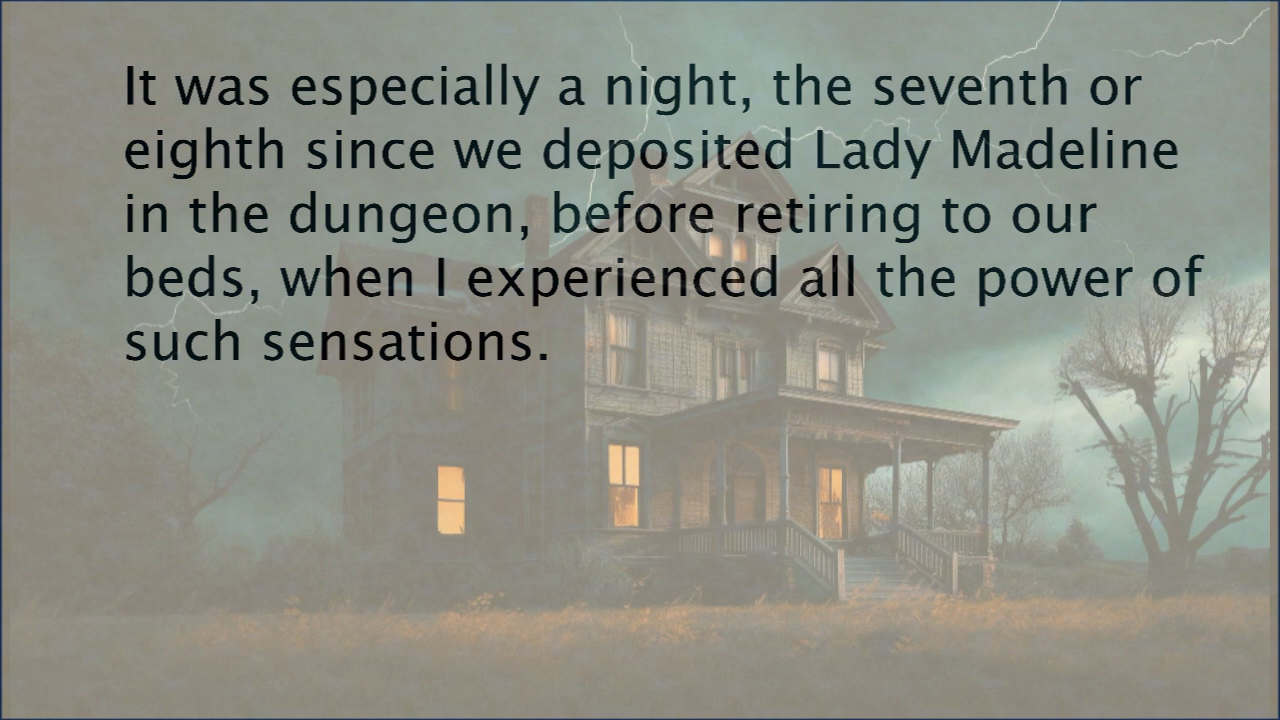 It was especially a night, the seventh or
eighth since we deposited Lady Madeline
in the dungeon, before retiring to our
beds, when I experienced all the power of
such sensations.